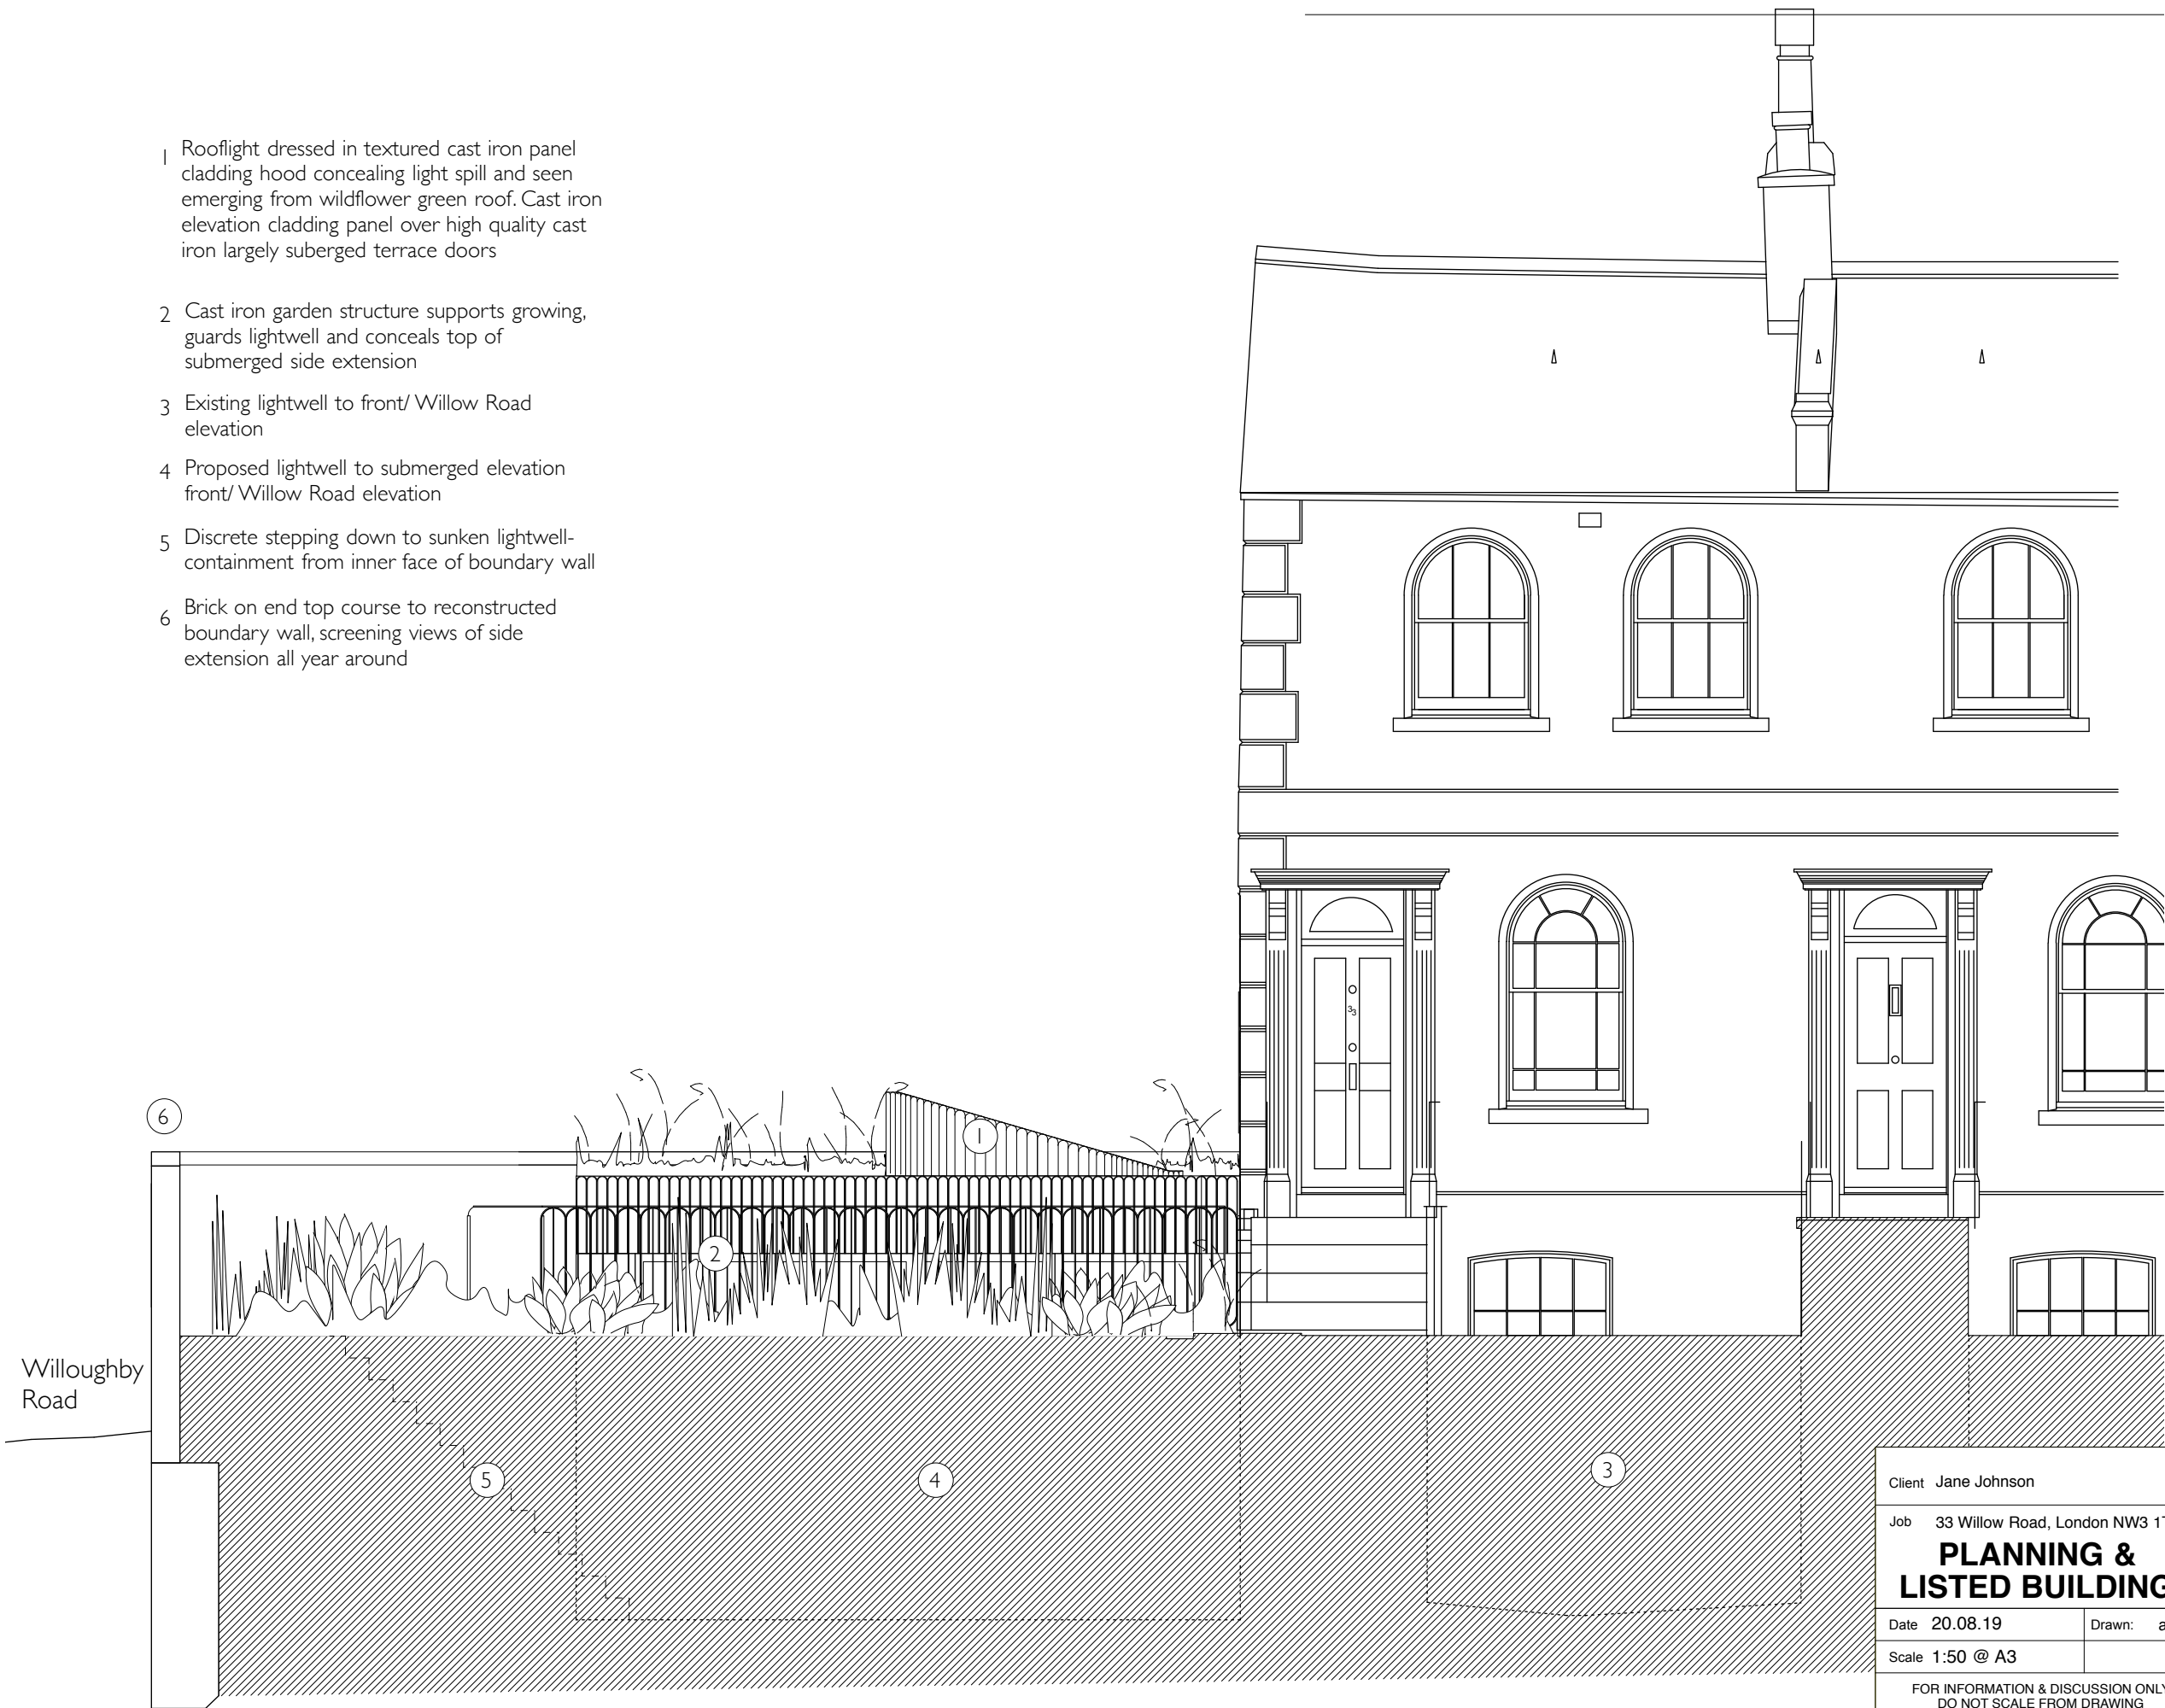 1 Rooflight dressed in textured cast iron panel
cladding hood concealing light spill and seen
emerging from wildflower green roof. Cast iron
elevation cladding panel over high quality cast
iron largely suberged terrace doors
2 Cast iron garden structure supports growing,
guards lightwell and conceals top of
submerged side extension
3 Existing lightwell to front/ Willow Road
elevation
4 Proposed lightwell to submerged elevation
front/ Willow Road elevation
5 Discrete stepping down to sunken lightwell-
containment from inner face of boundary wall
6 Brick on end top course to reconstructed
boundary wall, screening views of side
extension all year around
33
6
1
2
Willoughby
Road
5
4
3
Client Jane Johnson
Job 33 Willow Road, London NW3 1
PLANNING &
LISTED BUILDING
Date 20.08.19 Drawn: a
Scale 1:50 @ A3
FOR INFORMATION & DISCUSSION ONLY
DO NOT SCALE FROM DRAWING